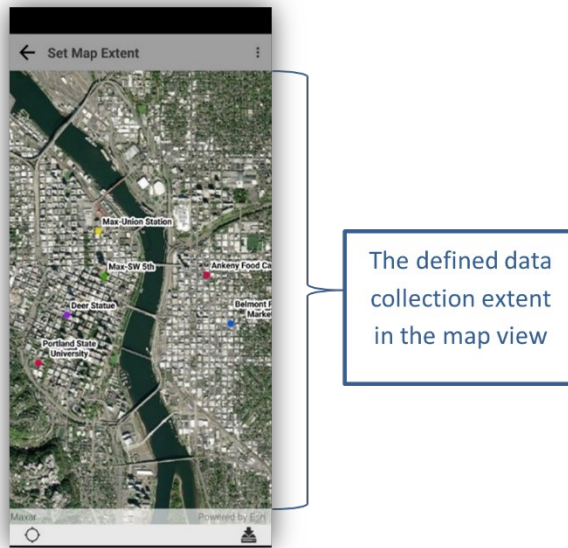 Set Map Extent
Max-Union Station
Max-SW 5th
Ankeny Food Ca
Deer Statue
Belmont F
Market
Portland State
University
Maxar
Powered by Esri
The defined data
collection extent
in the map view